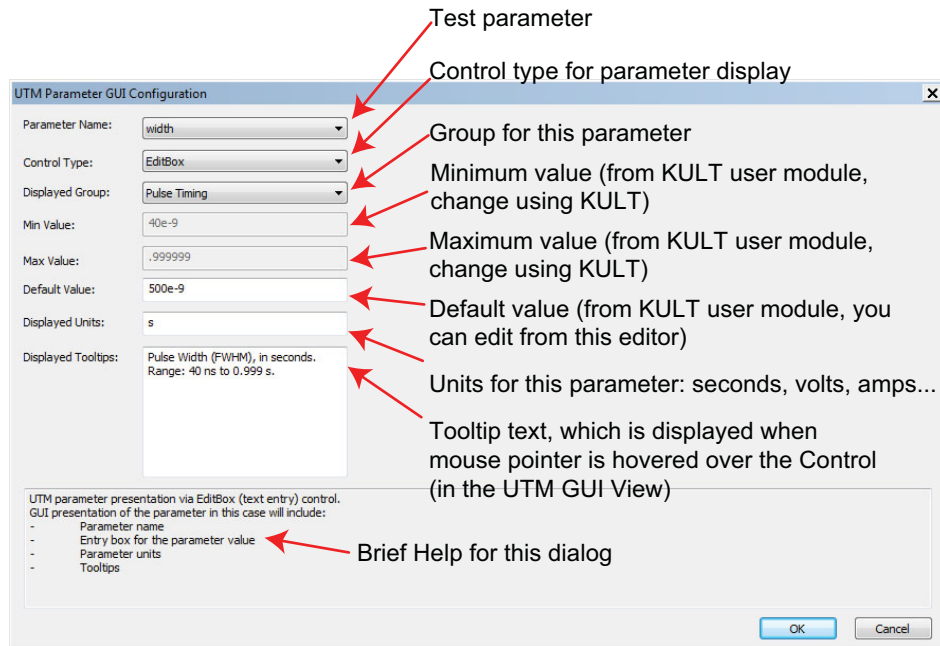 Test parameter
Control type for parameter display
UTM Parameter GUI Configuration
Parameter Name:
width
Group for this parameter
Control Type:
EditBox
Minimum value (from KULT user module,
change using KULT)
Displayed Group:
Pulse Timing
Min Value:
40e-9
Maximum value (from KULT user module,
change using KULT)
Max Value:
.999999
Default Value:
500e-9
Default value (from KULT user module, you
can edit from this editor)
Displayed Units:
s
Displayed Tooltips:
Pulse Width (FWHM), in seconds.
Range: 40 ns to 0.999 s.
Units for this parameter: seconds, volts, amps...
Tooltip text, which is displayed when
mouse pointer is hovered over the Control
(in the UTM GUI View)
UTM parameter presentation via EditBox (text entry) control.
GUI presentation of the parameter in this case will include:
- Parameter name
- Entry box for the parameter value
- Parameter units
- Tooltips
Brief Help for this dialog
OK
Cancel